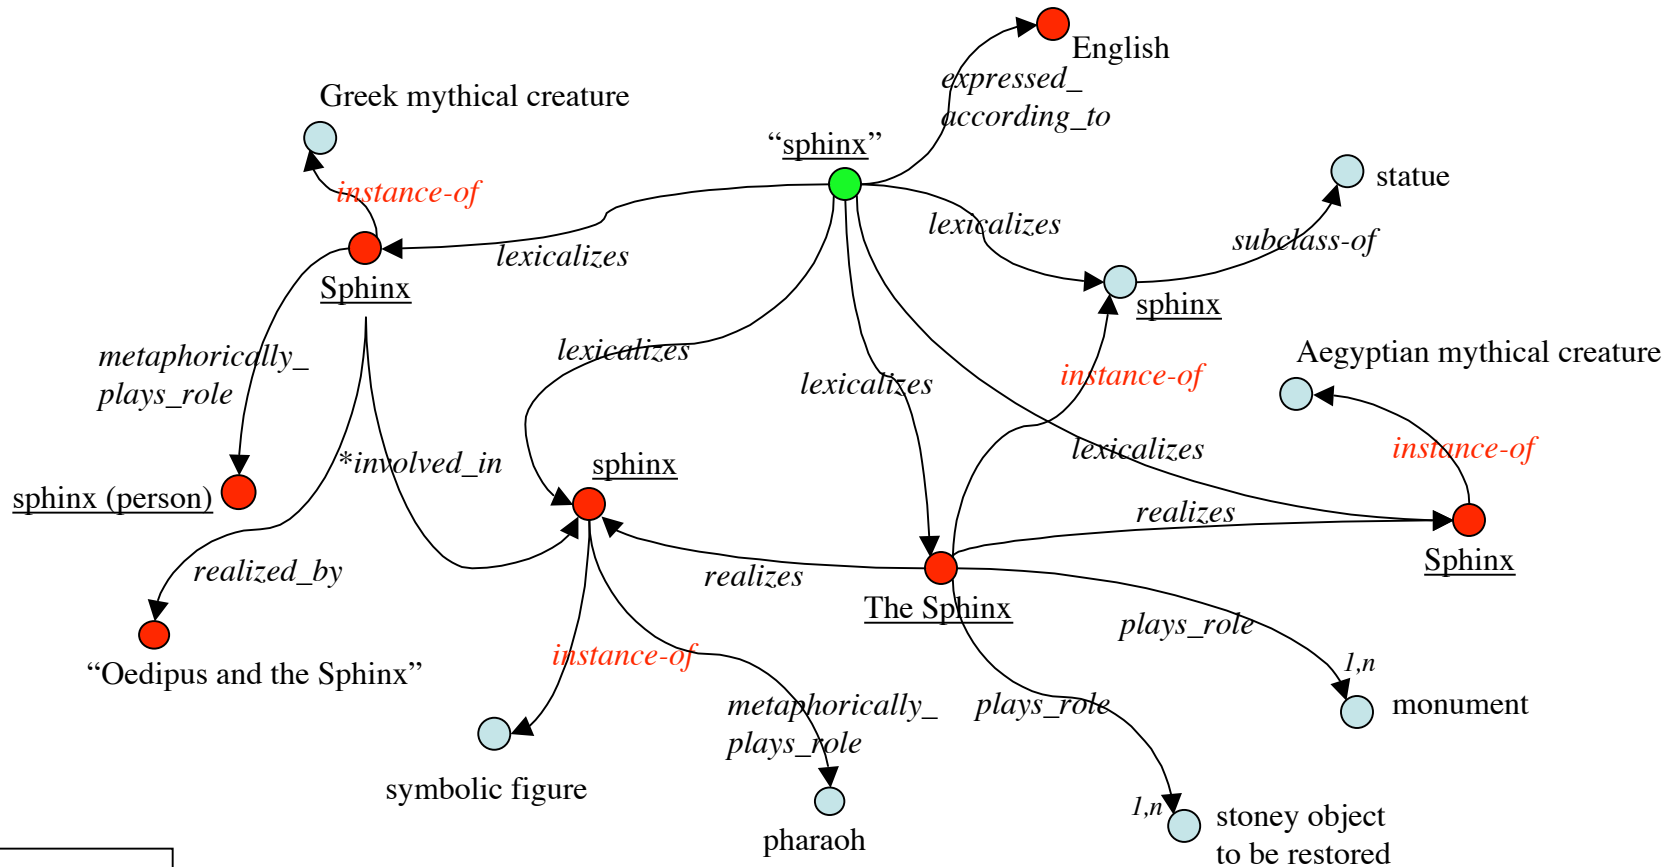 English
expressed_
according_to
Greek mythical creature
“sphinx”
statue
instance-of
lexicalizes
subclass-of
lexicalizes
Sphinx
sphinx
metaphorically_
plays_role
lexicalizes
lexicalizes
instance-of
Aegyptian mythical creature
lexicalizes
instance-of
*involved_in
sphinx
sphinx (person)
realizes
Sphinx
realized_by
realizes
The Sphinx
plays_role
“Oedipus and the Sphinx”
instance-of
1,n
metaphorically_
plays_role
plays_role
monument
symbolic figure
1,n
stoney object
to be restored
pharaoh